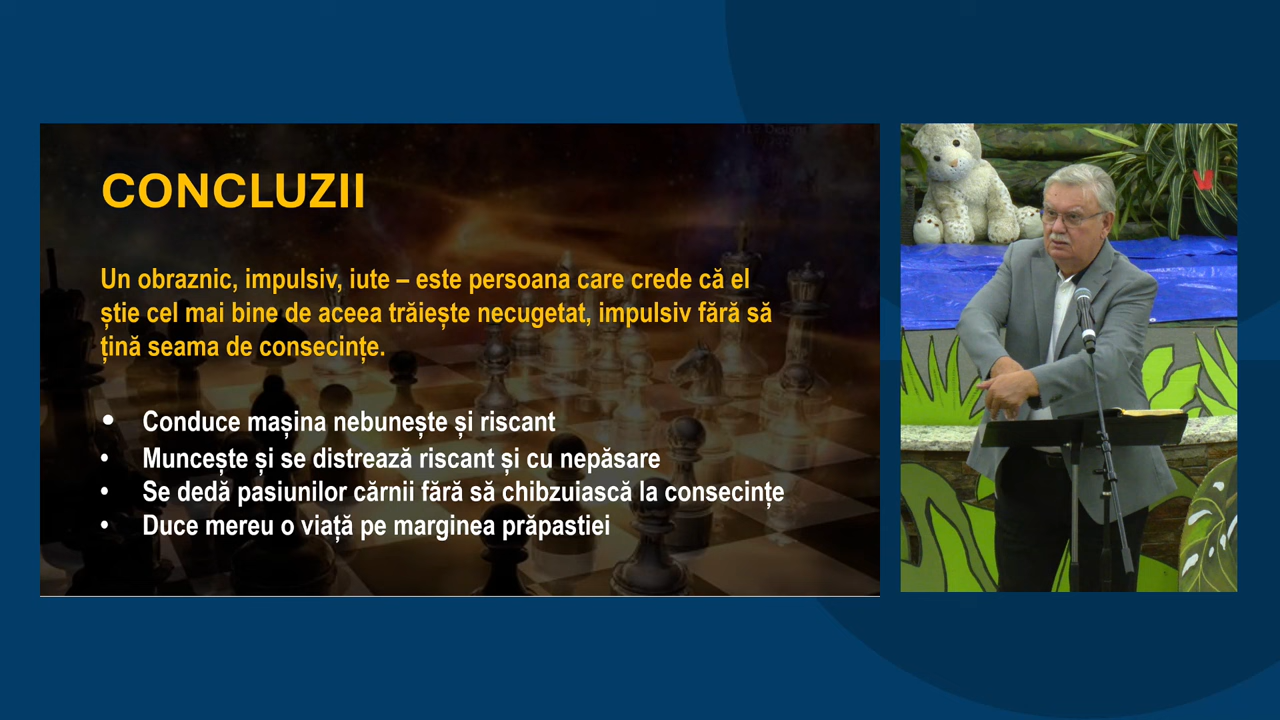 CONCLUZII
Un obraznic, impulsiv, iute – este persoana care crede că el
știe cel mai bine de aceea trăiește necugetat, impulsiv fără să
țină seama de consecințe.
• Conduce mașina nebunește și riscant
• Muncește și se distrează riscant și cu nepăsare
• Se dedă pasiunilor cărnii fără să chibzuiască la consecințe
• Duce mereu o viață pe marginea prăpastiei